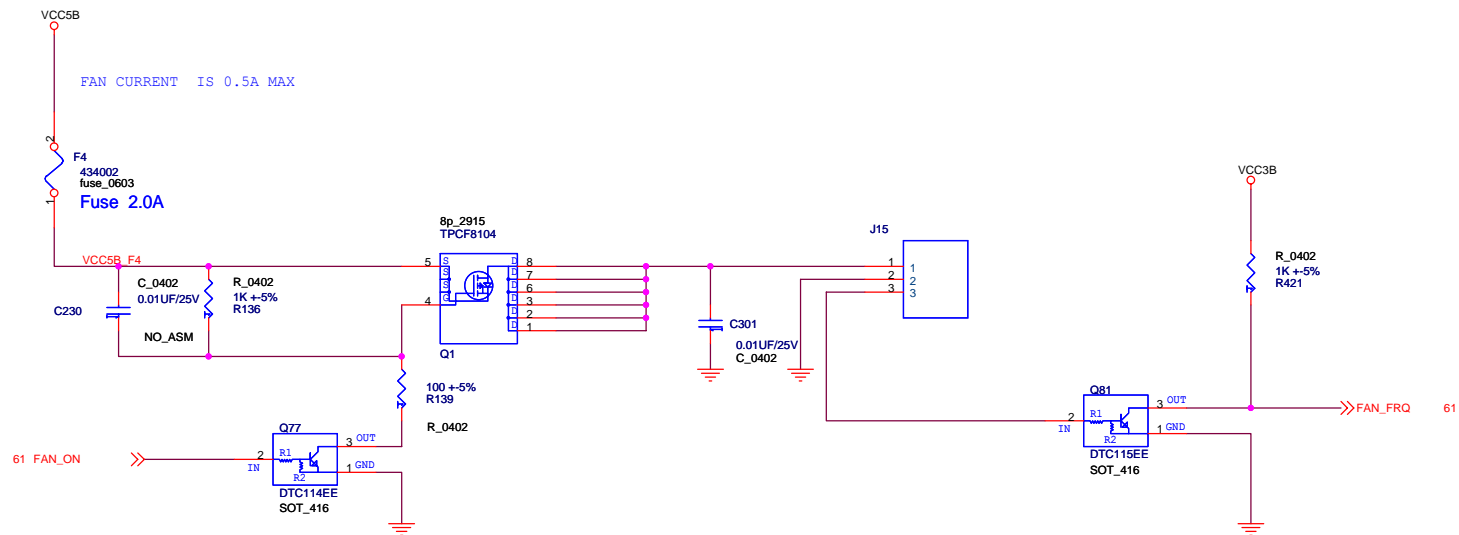 VCC5B
FAN CURRENT  IS 0.5A MAX
2
F4
434002
fuse_0603
Fuse  2.0A
1
VCC5B_F4
C_0402
0.01UF/25V
C230
R_0402
1K +-5%
R136
NO_ASM
8p_2915
TPCF8104
5
4
S
S
S
G
D
D
D
D
D
D
8
7
6
3
2
1
Q1
100 +-5%
R139
R_0402
C301
0.01UF/25V
C_0402
J15
1
2
3
1
2
3
VCC3B
R_0402
1K +-5%
R421
61 FAN_ON
Q77
2
IN
R1
R2
3
OUT
1
GND
DTC114EE
SOT_416
Q81
2
IN
R1
R2
3
OUT
1
GND
DTC115EE
SOT_416
FAN_FRQ 61